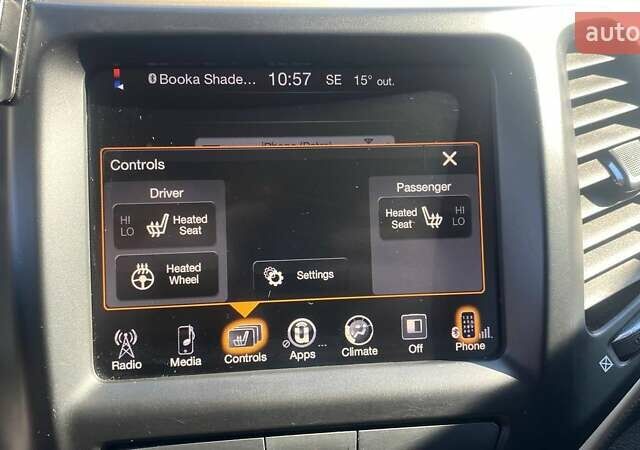 auto
Booka Shade... 10:57 SE 15° out.
Controls
Driver
Passenger
HI
LO
Heated
Seat
Heated
Seat
HI
LO
Heated
Wheel
Settings
Radio
Media
Controls
Apps
Climate
Off
Phone